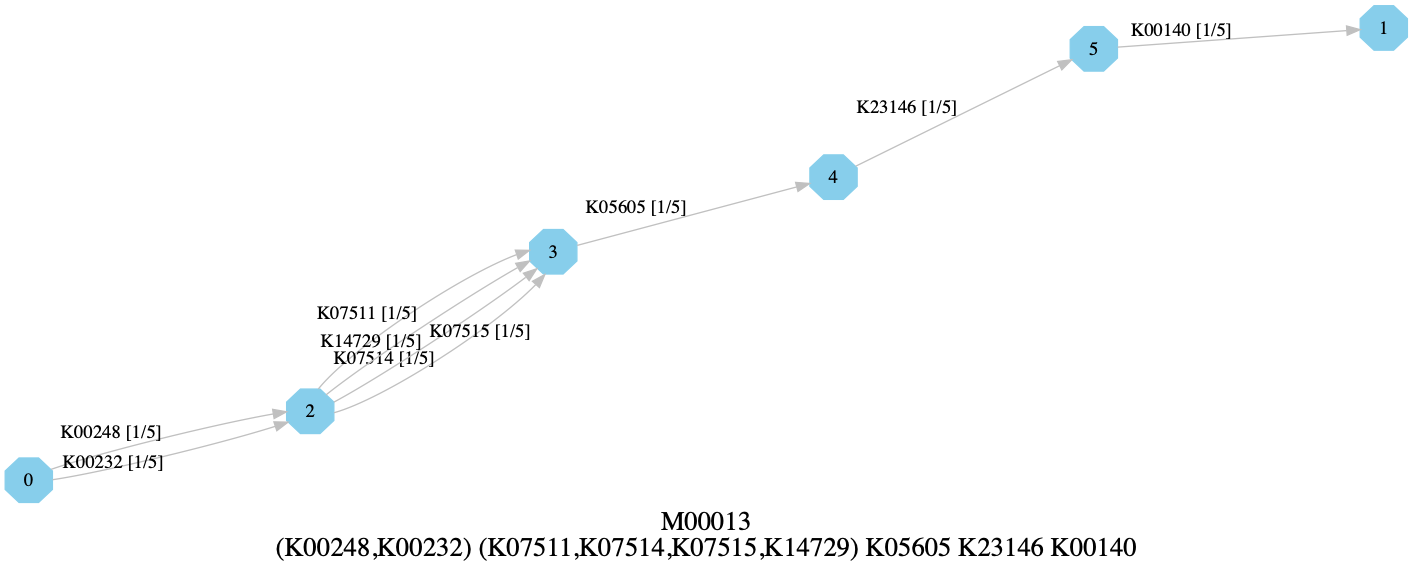 1
K00140 [1/5]
5
K23146 [1/5]
4
K05605 [1/5]
3
K07511 [1/5]
K07515 [1/5]
K14729 [1/5]
K07514 [1/5]
2
K00248 [1/5]
K00232 [1/5]
0
M00013
(K00248,K00232) (K07511,K07514,K07515,K14729) K05605 K23146 K00140